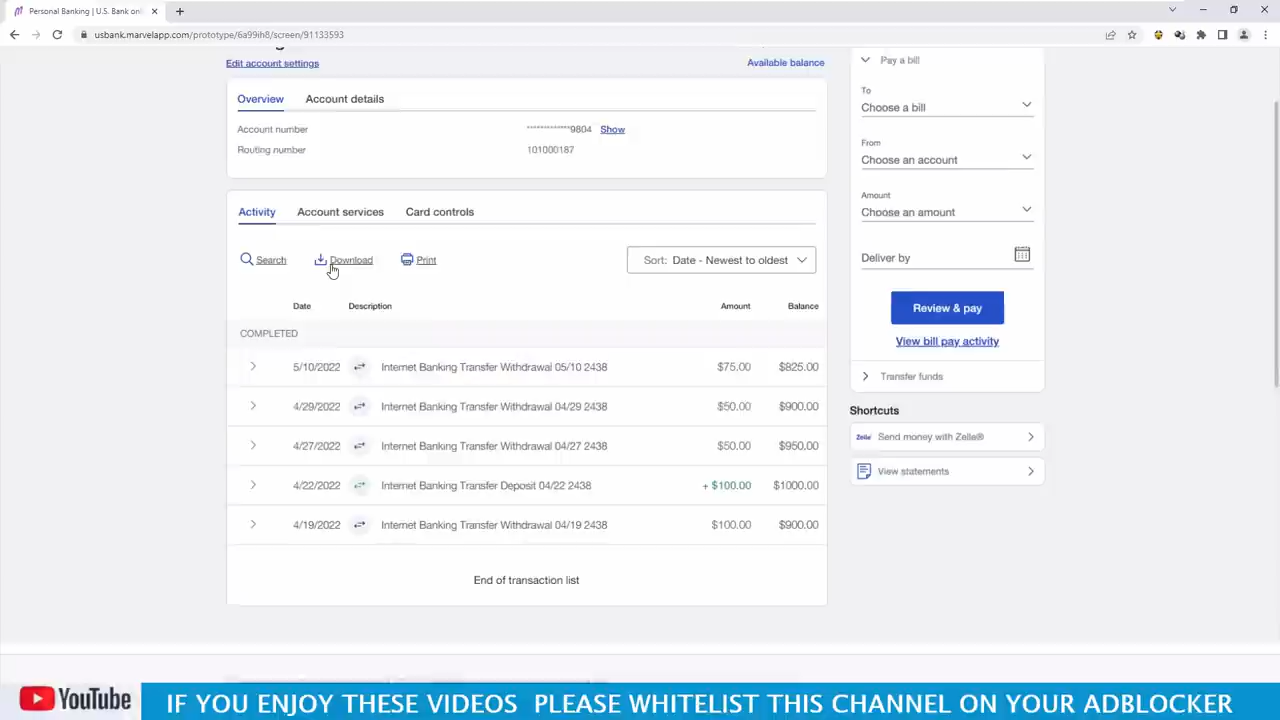 Personal Banking | U.S. Bank onl
usbank.marvelapp.com/prototype/6a99ih8/screen/91133593
Edit account settings
Available balance
Overview
Account details
Account number
************9804 Show
Routing number
101000187
Activity
Account services
Card controls
Search
Download
Print
Sort: Date - Newest to oldest
Date Description Amount Balance
COMPLETED
5/10/2022 Internet Banking Transfer Withdrawal 05/10 2438 $75.00 $825.00
4/29/2022 Internet Banking Transfer Withdrawal 04/29 2438 $50.00 $900.00
4/27/2022 Internet Banking Transfer Withdrawal 04/27 2438 $50.00 $950.00
4/22/2022 Internet Banking Transfer Deposit 04/22 2438 + $100.00 $1000.00
4/19/2022 Internet Banking Transfer Withdrawal 04/19 2438 $100.00 $900.00
End of transaction list
Pay a bill
To
Choose a bill
From
Choose an account
Amount
Choose an amount
Deliver by
Review & pay
View bill pay activity
Transfer funds
Shortcuts
Zelle Send money with Zelle®
View statements
YouTube
IF YOU ENJOY THESE VIDEOS PLEASE WHITELIST THIS CHANNEL ON YOUR ADBLOCKER